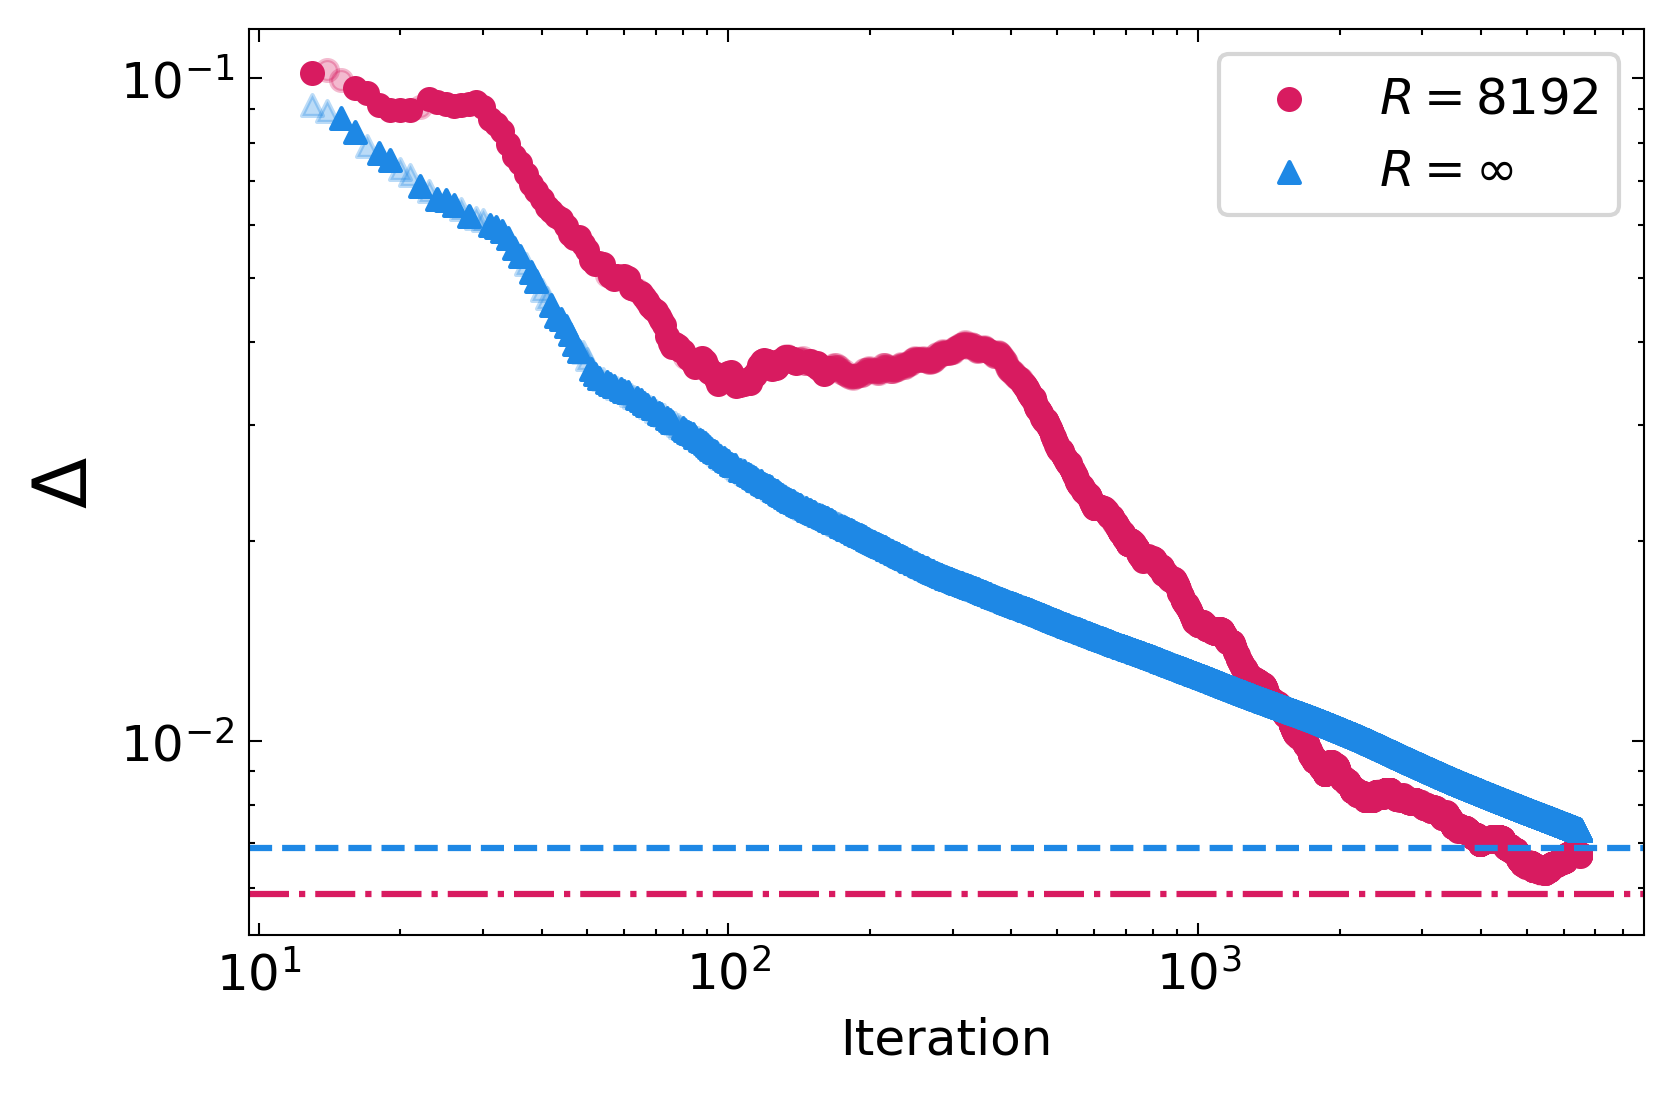 R = 8192
R = ∞
10⁻¹
10⁻²
Δ
10¹
10²
10³
Iteration